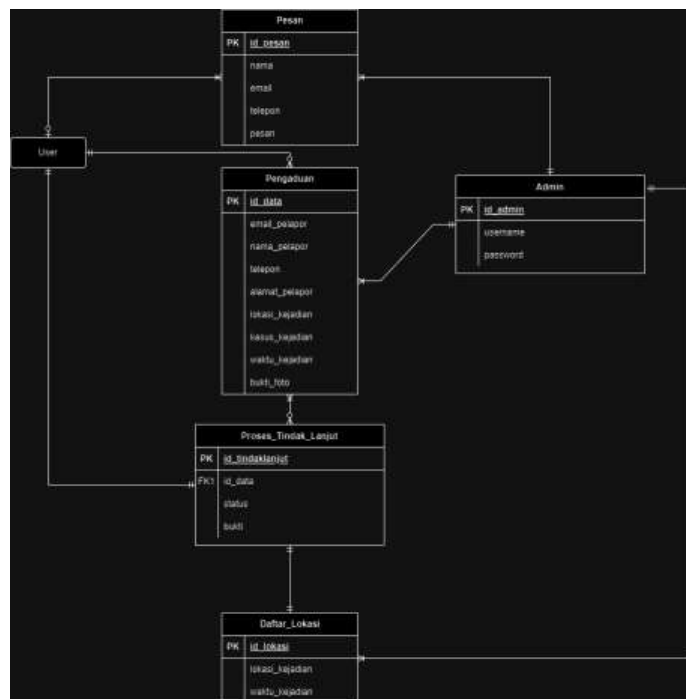 Pesan
PK id_pesan
nama
email
telepon
pesan
User
Pengaduan
PK id_data
email_pelapor
nama_pelapor
telepon
alamat_pelapor
lokasi_kejadian
kasus_kejadian
waktu_kejadian
bukti_foto
Admin
PK id_admin
username
password
Proses_Tindak_Lanjut
PK id_tindaklanjut
FK1 id_data
status
bukti
Daftar_Lokasi
PK id_lokasi
lokasi_kejadian
waktu_kejadian